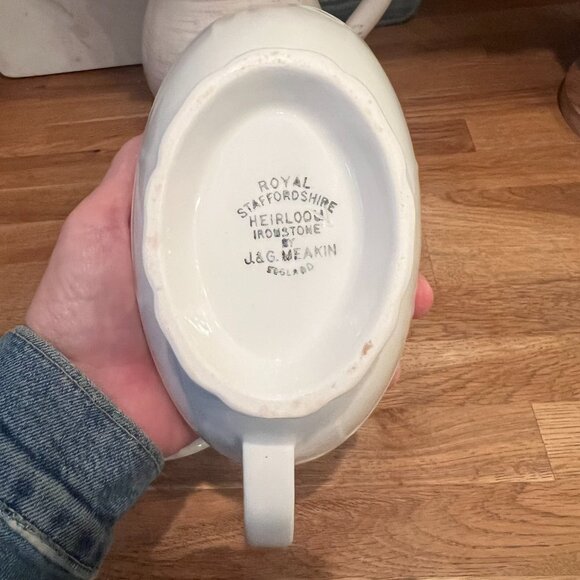 ROYAL
STAFFORDSHIRE
HEIRLOOM
IRONSTONE
BY
J.&G. MEAKIN
ENGLAND